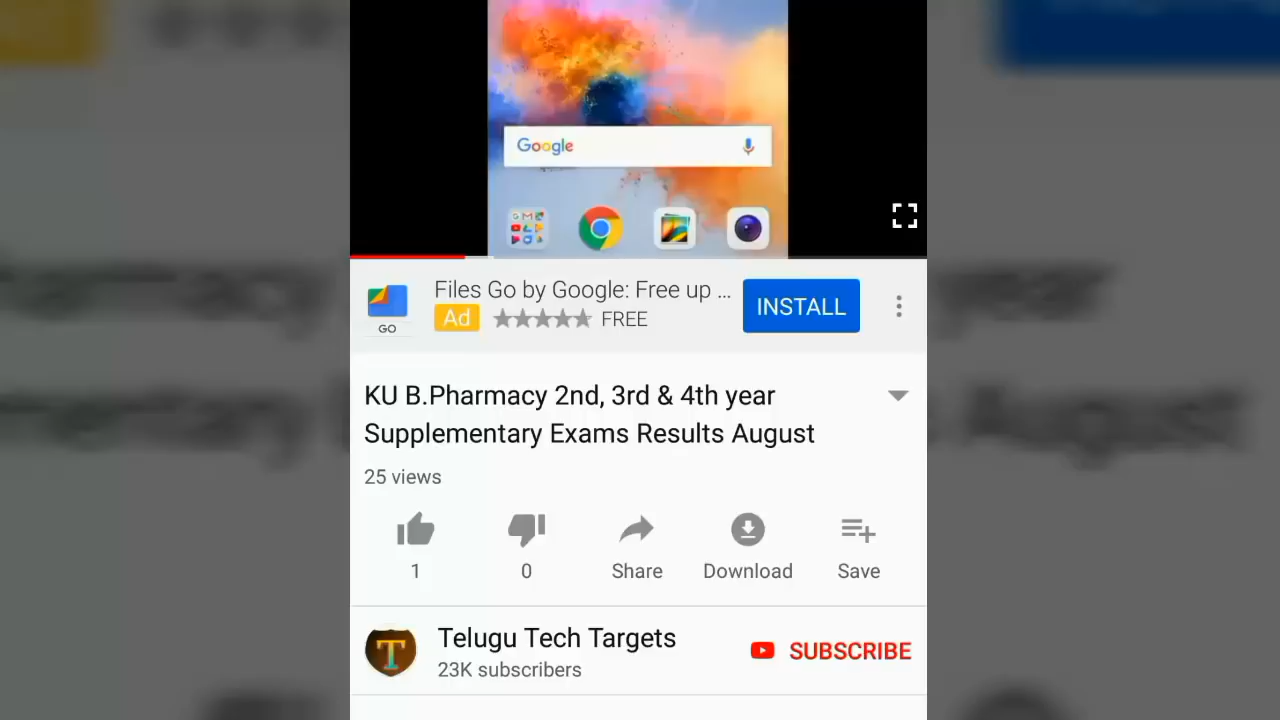 Google
Files Go by Google: Free up ...
GO
Ad
FREE
INSTALL
KU B.Pharmacy 2nd, 3rd & 4th year
Supplementary Exams Results August
25 views
1
0
Share
Download
Save
T
Telugu Tech Targets
23K subscribers
SUBSCRIBE